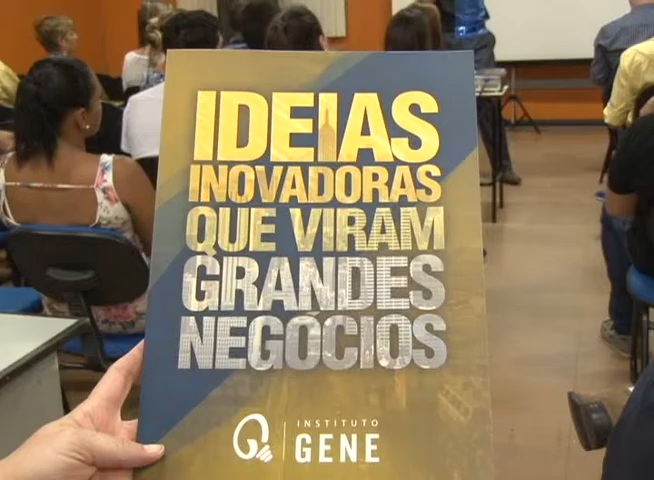 IDEIAS
INOVADORAS
QUE VIRAM
GRANDES
NEGÓCIOS
INSTITUTO
GENE